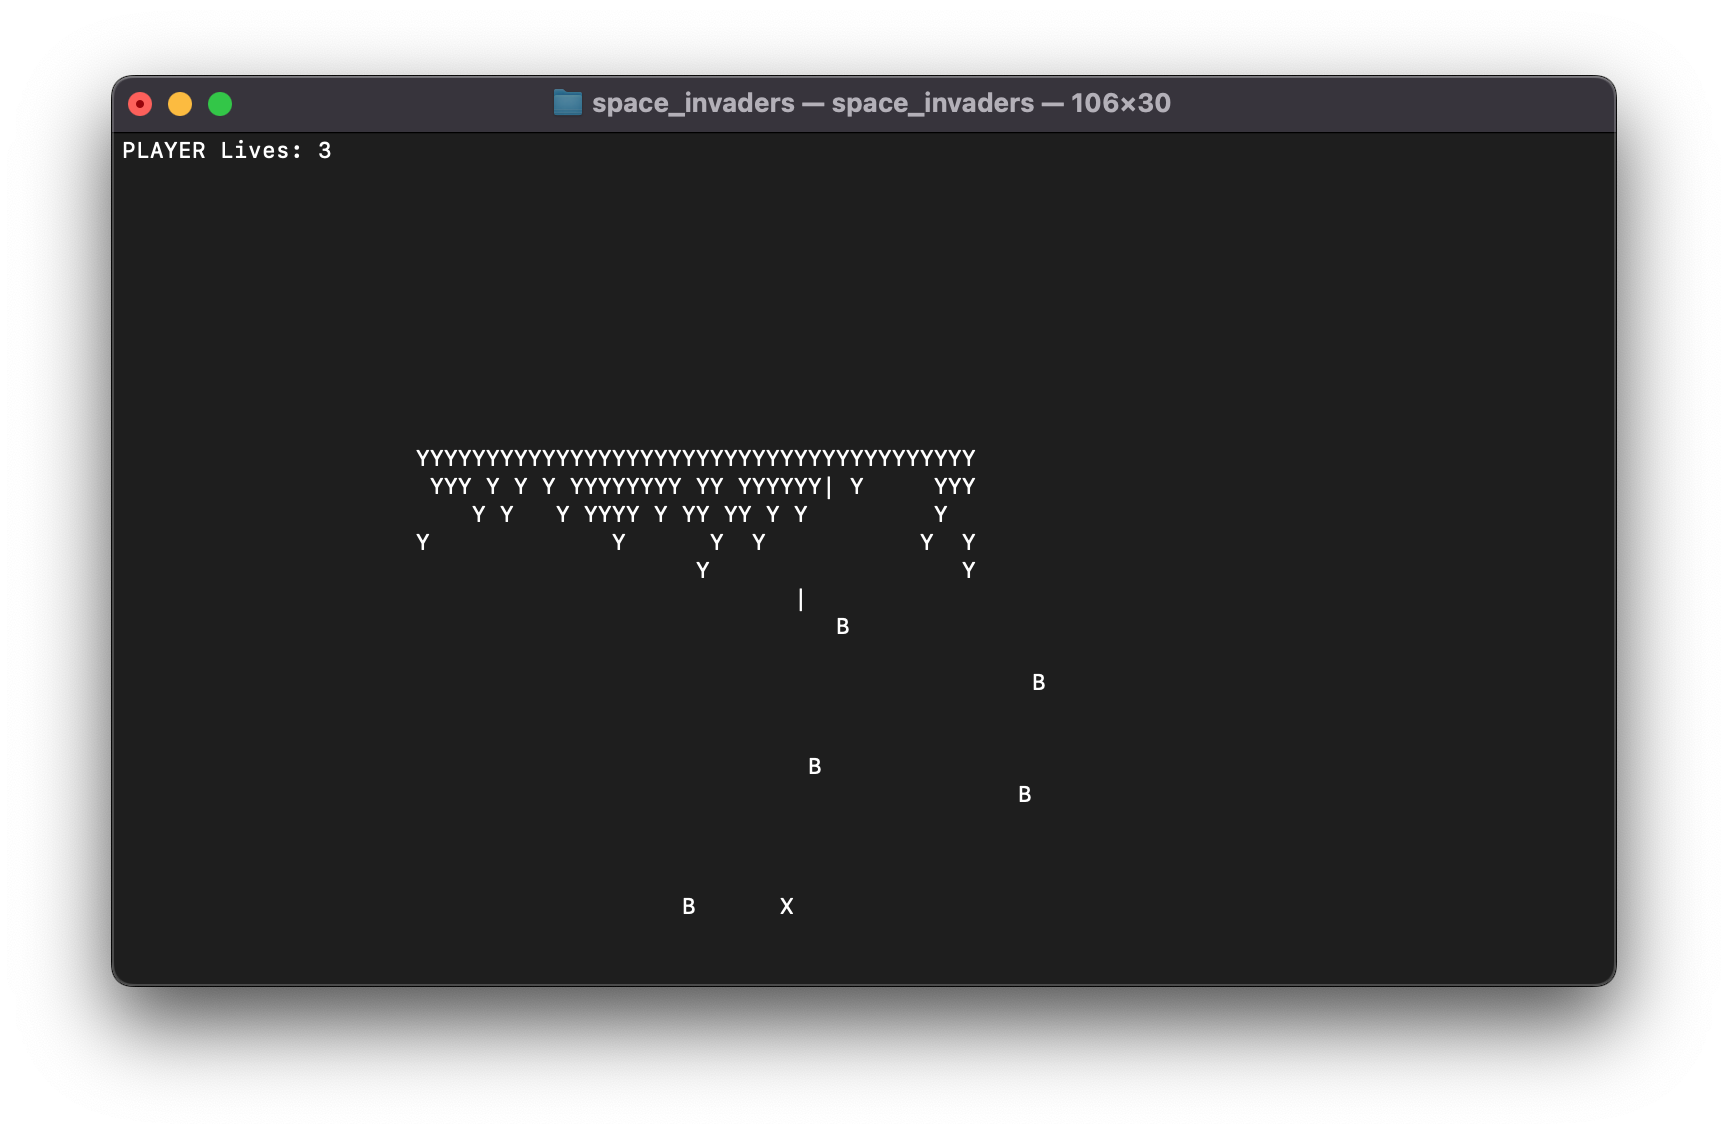 space_invaders — space_invaders — 106×30
PLAYER Lives: 3
YYYYYYYYYYYYYYYYYYYYYYYYYYYYYYYYYYYYYYYY
YYY Y Y Y YYYYYYYY YY YYYYYY| Y     YYY
Y Y   Y YYYY Y YY YY Y Y         Y
Y             Y      Y  Y           Y  Y
Y                  Y
|
B
B
B
B
B      X